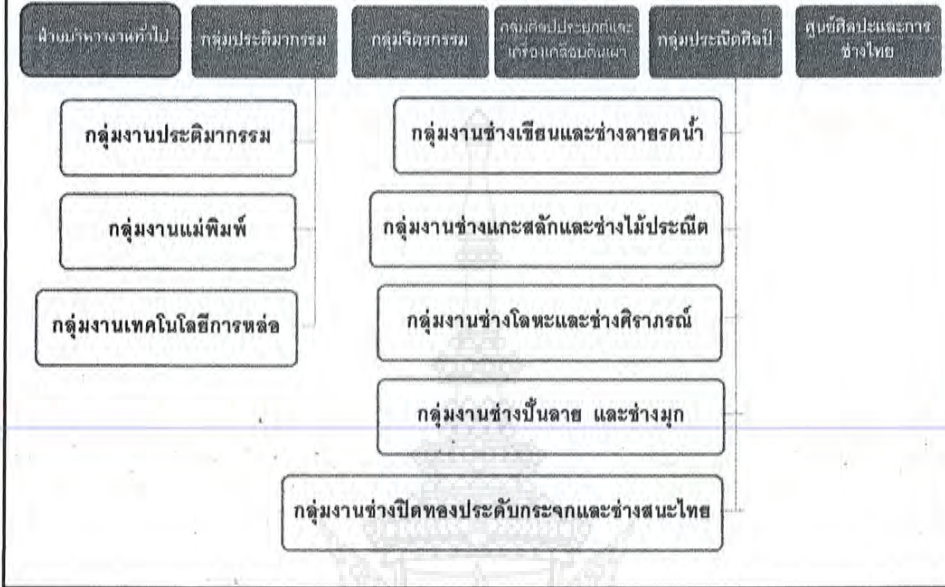 ฝ่ายบริหารงานทั่วไป
กลุ่มประติมากรรม
กลุ่มจิตรกรรม
กลุ่มศิลปประยุกต์และ
เครื่องเคลือบดินเผา
กลุ่มประณีตศิลป์
ศูนย์ศิลปะและการ
ช่างไทย
กลุ่มงานประติมากรรม
กลุ่มงานแม่พิมพ์
กลุ่มงานเทคโนโลยีการหล่อ
กลุ่มงานช่างเขียนและช่างลายรดน้ำ
กลุ่มงานช่างแกะสลักและช่างไม้ประณีต
กลุ่มงานช่างโลหะและช่างศิราภรณ์
กลุ่มงานช่างปั้นลาย และช่างมุก
กลุ่มงานช่างปิดทองประดับกระจกและช่างสนะไทย